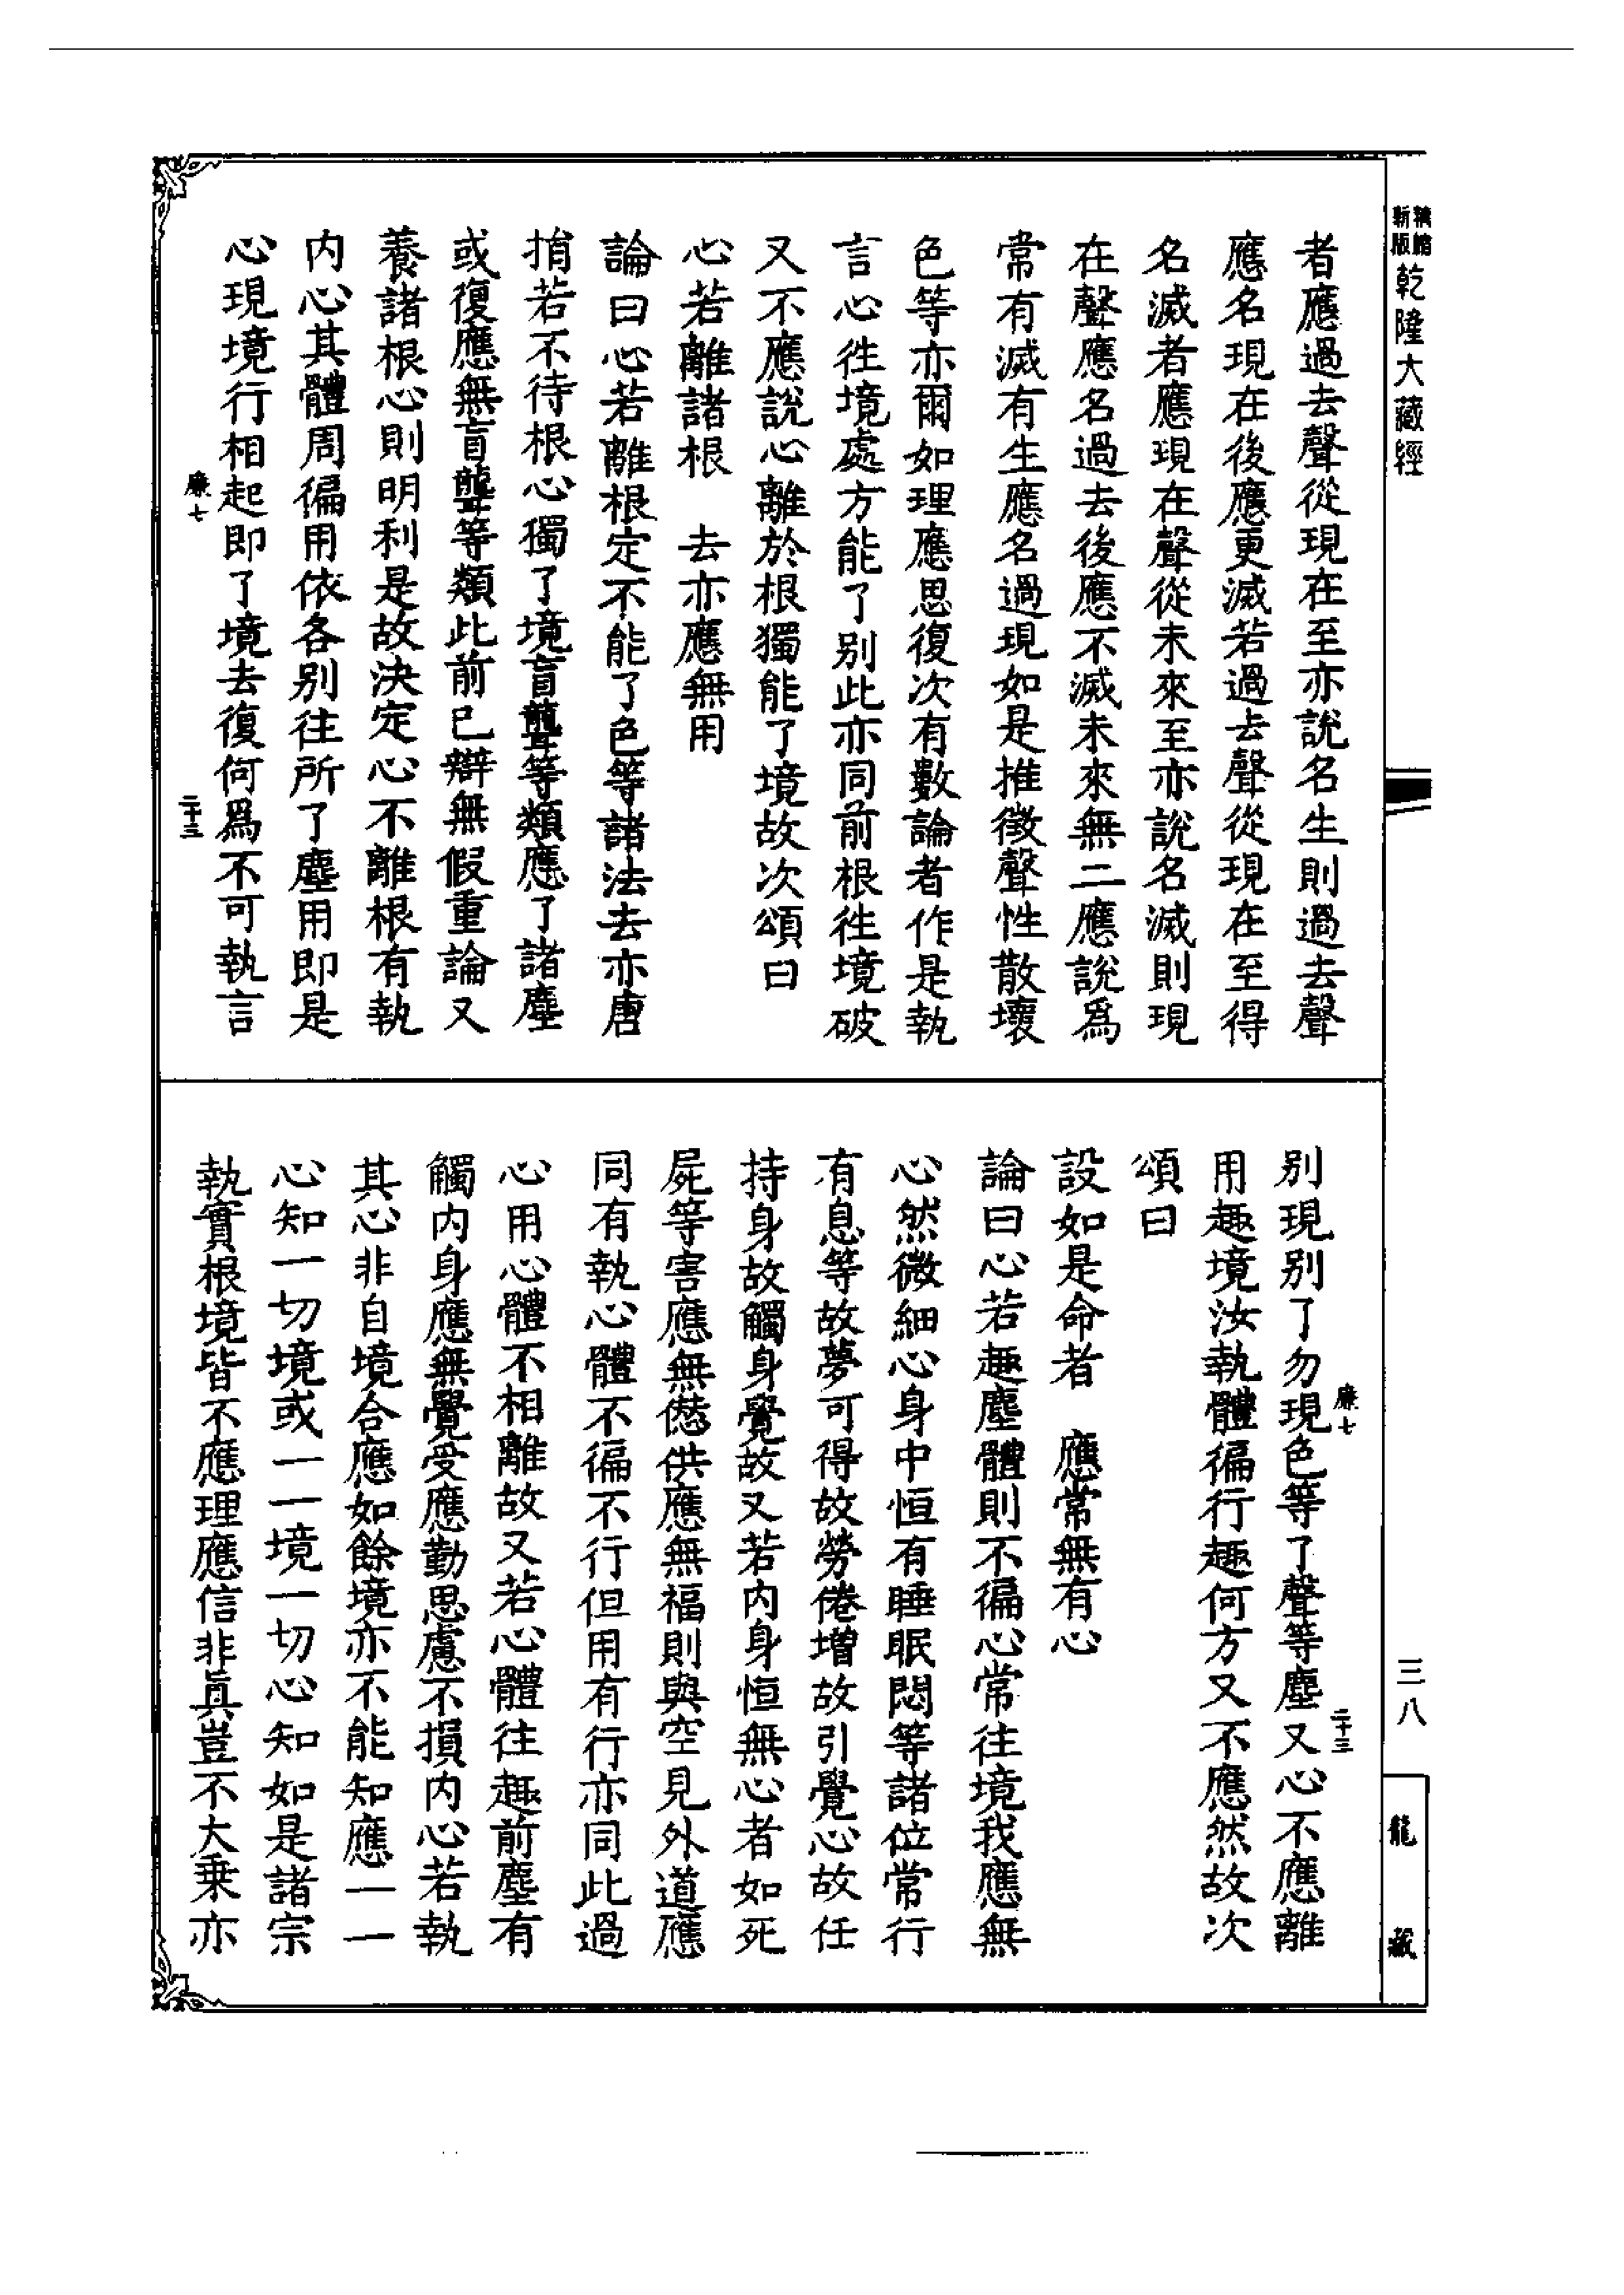 新版精縮乾隆大藏經
者應過去聲從現在至亦說名生則過去聲
應名現在後應更滅若過去聲從現在至得
名滅者應現在聲從未來至亦說名滅則現
在聲應名過去後應不滅未來無二應說爲
常有滅有生應名過現如是推徵聲性散壞
色等亦爾如理應思復次有數論者作是執
言心徃境處方能了別此亦同前根徃境破
又不應說心離於根獨能了境故次頌曰
心若離諸根　去亦應無用
論曰心若離根定不能了色等諸法去亦唐
捐若不待根心獨了境盲聾等類應了諸塵
或復應無盲聾等類此前已辯無假重論又
養諸根心則明利是故決定心不離根有執
內心其體周徧用依各別往所了塵用即是
心現境行相起即了境去復何爲不可執言
廉七
二十三
廉七
二十三
別現別了勿現色等了聲等塵又心不應離
用趣境汝執體徧行趣何方又不應然故次
頌曰
設如是命者　應常無有心
論曰心若趣塵體則不徧心常往境我應無
心然微細心身中恒有睡眠悶等諸位常行
有息等故夢可得故勞倦增故引覺心故任
持身故觸身覺故又若內身恒無心者如死
屍等害應無愆供應無福則與空見外道應
同有執心體不徧不行但用有行亦同此過
心用心體不相離故又若心體往趣前塵有
觸內身應無覺受應勤思慮不損內心若執
其心非自境合應如餘境亦不能知應一一
心知一切境或一一境一切心知如是諸宗
執實根境皆不應理應信非眞豈不大乗亦
三八
龍藏